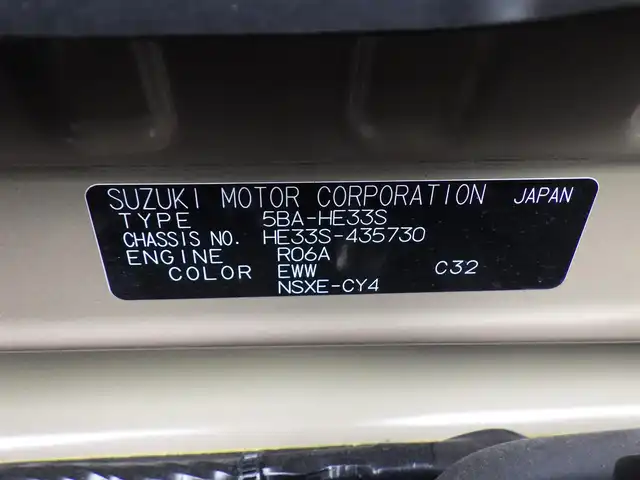 SUZUKI MOTOR CORPORATION JAPAN
TYPE 5BA-HE33S
CHASSIS NO. HE33S-435730
ENGINE R06A
COLOR EWW C32
NSXE-CY4